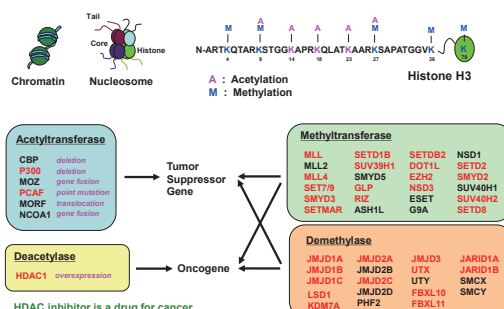 Tail
Core
Histone
Chromatin
Nucleosome
M A M A A A A M M M
N-ARTKQTARKSTGGKAPRKQLATKAARKSAPATGGVK K
4 9 14 18 23 27 36 79
A : Acetylation
M : Methylation
Histone H3
Acetyltransferase
CBP deletion
P300 deletion
MOZ gene fusion
PCAF point mutation
MORF translocation
NCOA1 gene fusion
Tumor
Suppressor
Gene
Methyltransferase
MLL SETD1B SETDB2 NSD1
MLL2 SUV39H1 DOT1L SETD2
MLL4 SMYD5 EZH2 SMYD2
SET7/9 GLP NSD3 SUV40H1
SMYD3 RIZ ESET SUV40H2
SETMAR ASH1L G9A SETD8
Deacetylase
HDAC1 overexpression
Oncogene
Demethylase
JMJD1A JMJD2A JMJD3 JARID1A
JMJD1B JMJD2B UTX JARID1B
JMJD1C JMJD2C UTY SMCX
LSD1 JMJD2D FBXL10 SMCY
KDM7A PHF2 FBXL11
HDAC inhibitor is a drug for cancer